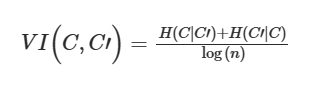 VI(C,C′) = H(C|C′)+H(C′|C) / log(n)